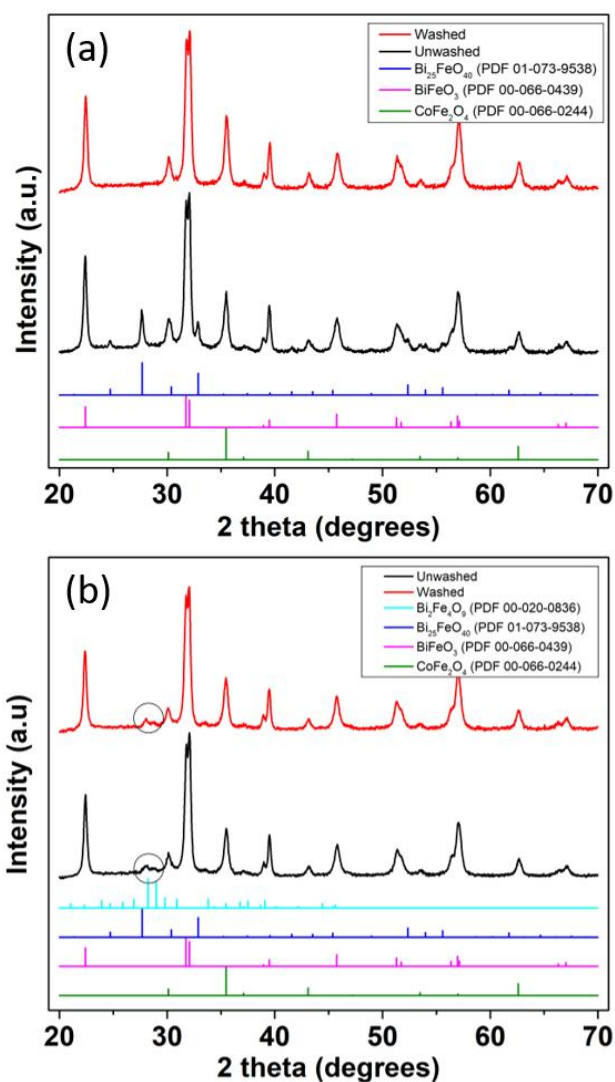 (a)
Washed
Unwashed
Bi₂₅FeO₄₀ (PDF 01-073-9538)
BiFeO₃ (PDF 00-066-0439)
CoFe₂O₄ (PDF 00-066-0244)
Intensity (a.u.)
20 30 40 50 60 70
2 theta (degrees)
(b)
Unwashed
Washed
Bi₂Fe₄O₉ (PDF 00-020-0836)
Bi₂₅FeO₄₀ (PDF 01-073-9538)
BiFeO₃ (PDF 00-066-0439)
CoFe₂O₄ (PDF 00-066-0244)
Intensity (a.u)
20 30 40 50 60 70
2 theta (degrees)